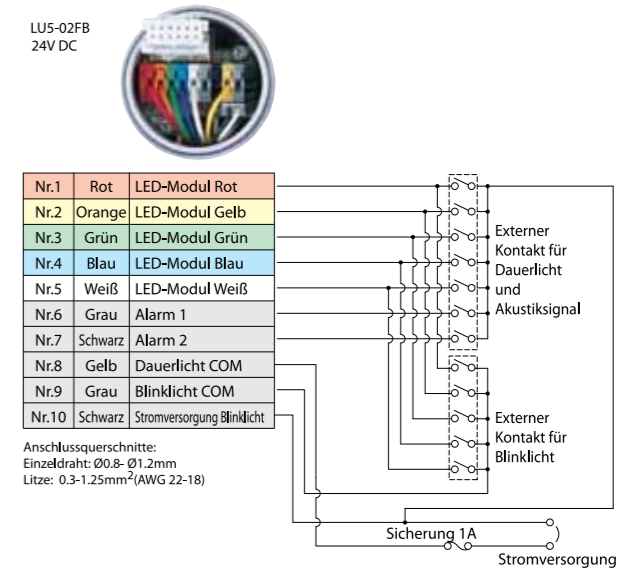 LU5-02FB
24V DC
Nr.1 Rot LED-Modul Rot
Nr.2 Orange LED-Modul Gelb
Nr.3 Grün LED-Modul Grün
Nr.4 Blau LED-Modul Blau
Nr.5 Weiß LED-Modul Weiß
Nr.6 Grau Alarm 1
Nr.7 Schwarz Alarm 2
Nr.8 Gelb Dauerlicht COM
Nr.9 Grau Blinklicht COM
Nr.10 Schwarz Stromversorgung Blinklicht
Externer
Kontakt für
Dauerlicht
und
Akustiksignal
Externer
Kontakt für
Blinklicht
Anschlussquerschnitte:
Einzeldraht: Ø0.8- Ø1.2mm
Litze: 0.3-1.25mm²(AWG 22-18)
Sicherung 1A
Stromversorgung